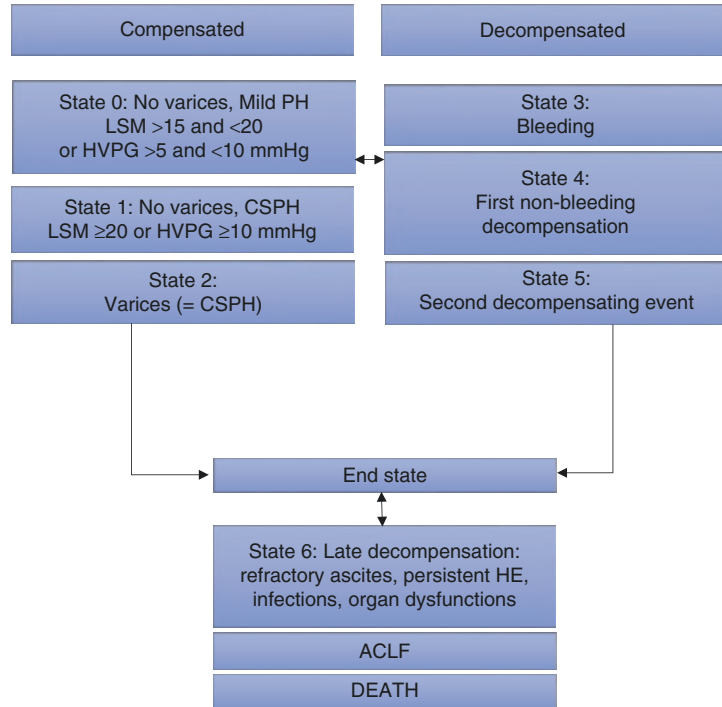 Compensated
State 0: No varices, Mild PH
LSM >15 and <20
or HVPG >5 and <10 mmHg
State 1: No varices, CSPH
LSM ≥20 or HVPG ≥10 mmHg
State 2:
Varices (= CSPH)
Decompensated
State 3:
Bleeding
State 4:
First non-bleeding
decompensation
State 5:
Second decompensating event
End state
State 6: Late decompensation:
refractory ascites, persistent HE,
infections, organ dysfunctions
ACLF
DEATH